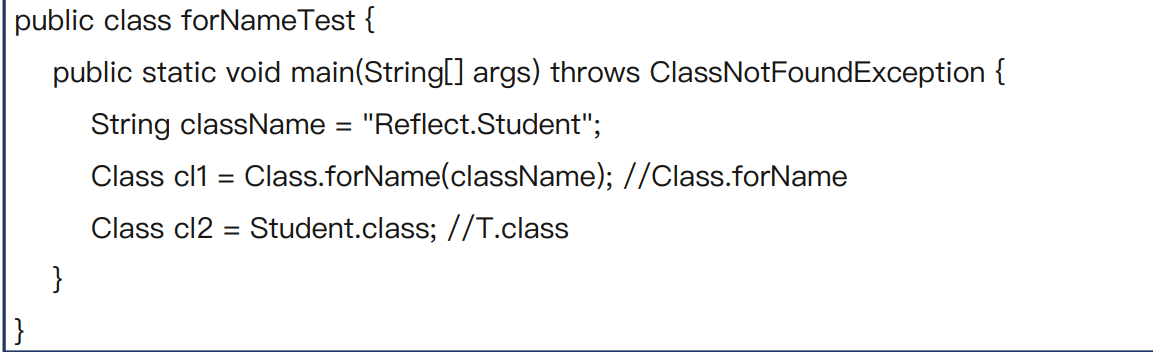 public class forNameTest {
public static void main(String[] args) throws ClassNotFoundException {
String className = "Reflect.Student";
Class cl1 = Class.forName(className); //Class.forName
Class cl2 = Student.class; //T.class
}
}